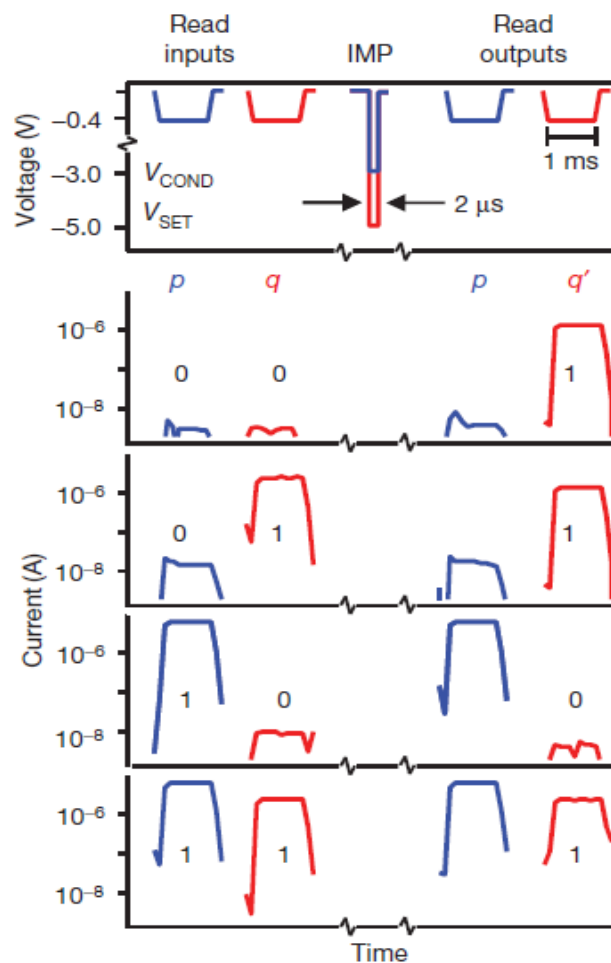 Read inputs
IMP
Read outputs
Voltage (V)
−0.4
−3.0
−5.0
V_COND
V_SET
1 ms
2 μs
p
q
p
q′
Current (A)
10⁻⁶
10⁻⁸
0
0
1
10⁻⁶
10⁻⁸
0
1
1
10⁻⁶
10⁻⁸
1
0
0
10⁻⁶
10⁻⁸
1
1
1
Time